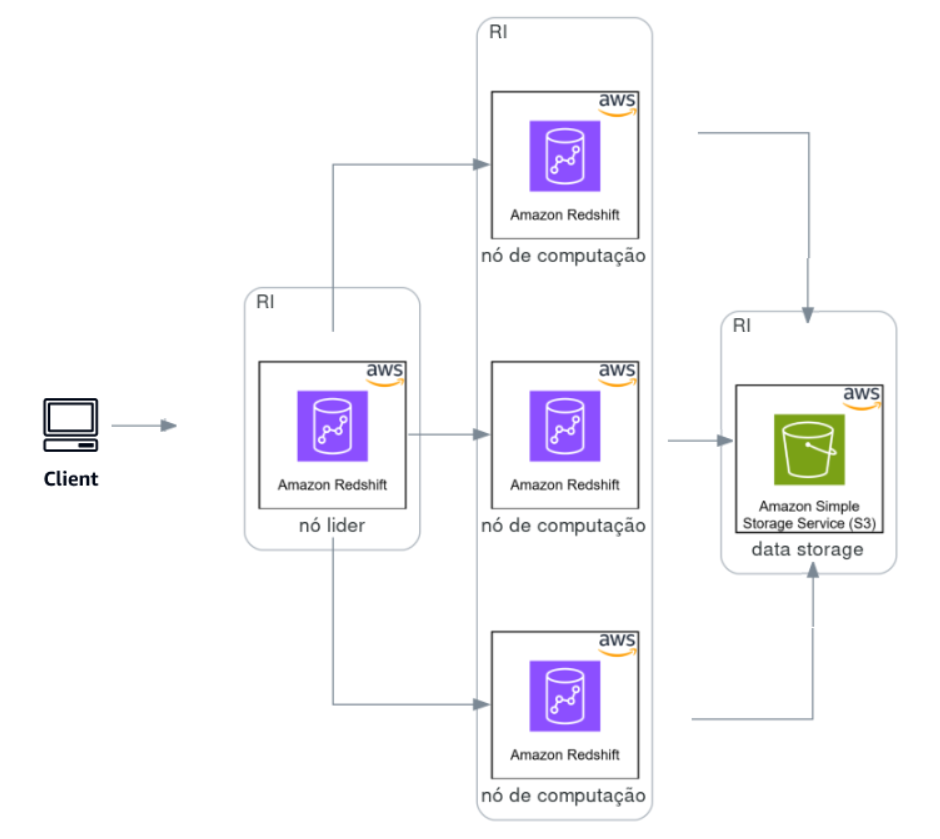 RI
aws
Amazon Redshift
nó de computação
RI
aws
Amazon Redshift
nó lider
Client
aws
Amazon Redshift
nó de computação
RI
aws
Amazon Simple
Storage Service (S3)
data storage
aws
Amazon Redshift
nó de computação